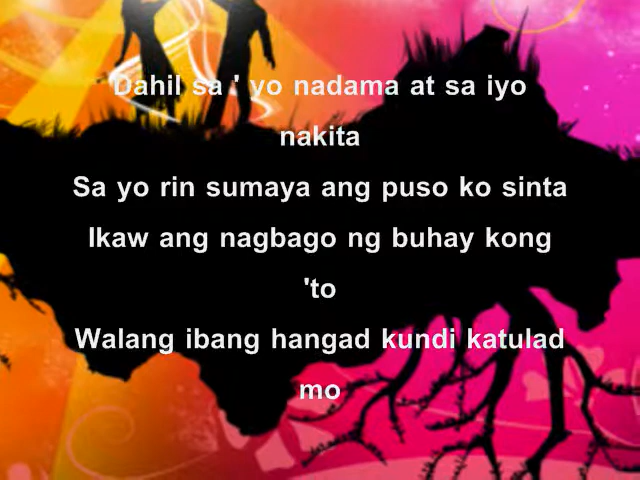 'Dahil sa ' yo nadama at sa iyo
nakita
Sa yo rin sumaya ang puso ko sinta
Ikaw ang nagbago ng buhay kong
'to
Walang ibang hangad kundi katulad
mo